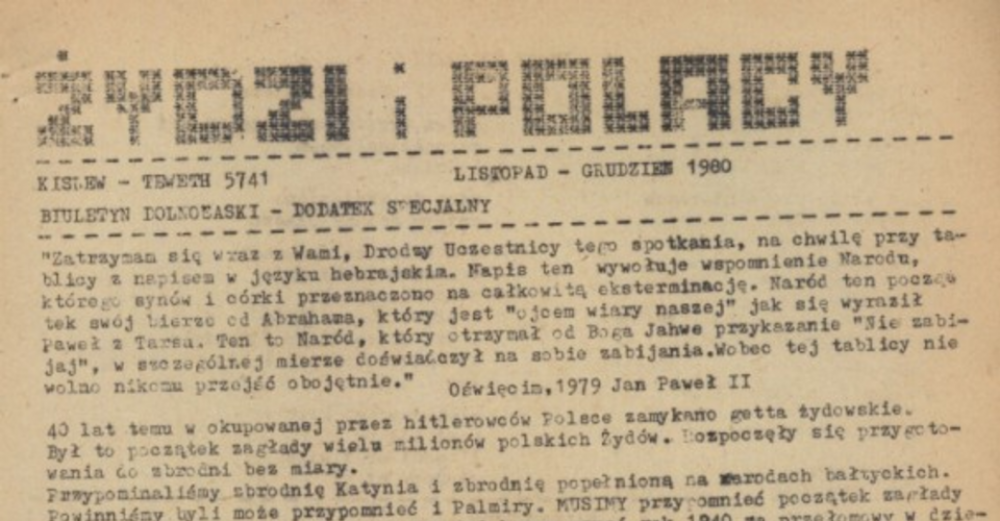 ŻYDZI i POLACY
KISLEW - TEWETH 5741 LISTOPAD - GRUDZIEN 1980
BIULETYN DOLNOŚLĄSKI - DODATEK SPECJALNY
"Zatrzymam się wraz z Wami, Drodzy Uczestnicy tego spotkania, na chwilę przy ta-
blicy z napisem w języku hebrajskim. Napis ten wywołuje wspomnienie Narodu,
którego synów i córki przeznaczono na całkowitą eksterminację. Naród ten począ-
tek swój bierze od Abrahama, który jest "ojcem wiary naszej" jak się wyraził
Paweł z Tarsu. Ten to Naród, który otrzymał od Boga Jahwe przykazanie "Nie zabi-
jaj", w szczególnej mierze doświadczył na sobie zabijania.Wobec tej tablicy nie
wolno nikomu przejść obojętnie."
Oświęcim,1979 Jan Paweł II
40 lat temu w okupowanej przez hitlerowców Polsce zamykano getta żydowskie.
Był to początek zagłady wielu milionów polskich Żydów. Rozpoczęły się przygoto-
wania do zbrodni bez miary.
Przypominaliśmy zbrodnię Katynia i zbrodnię popełnioną na narodach bałtyckich.
Powinniśmy byli może przypomnieć i Palmiry. MUSIMY przypomnieć początek zagłady
rok 1940 za przełomowy w dzie-